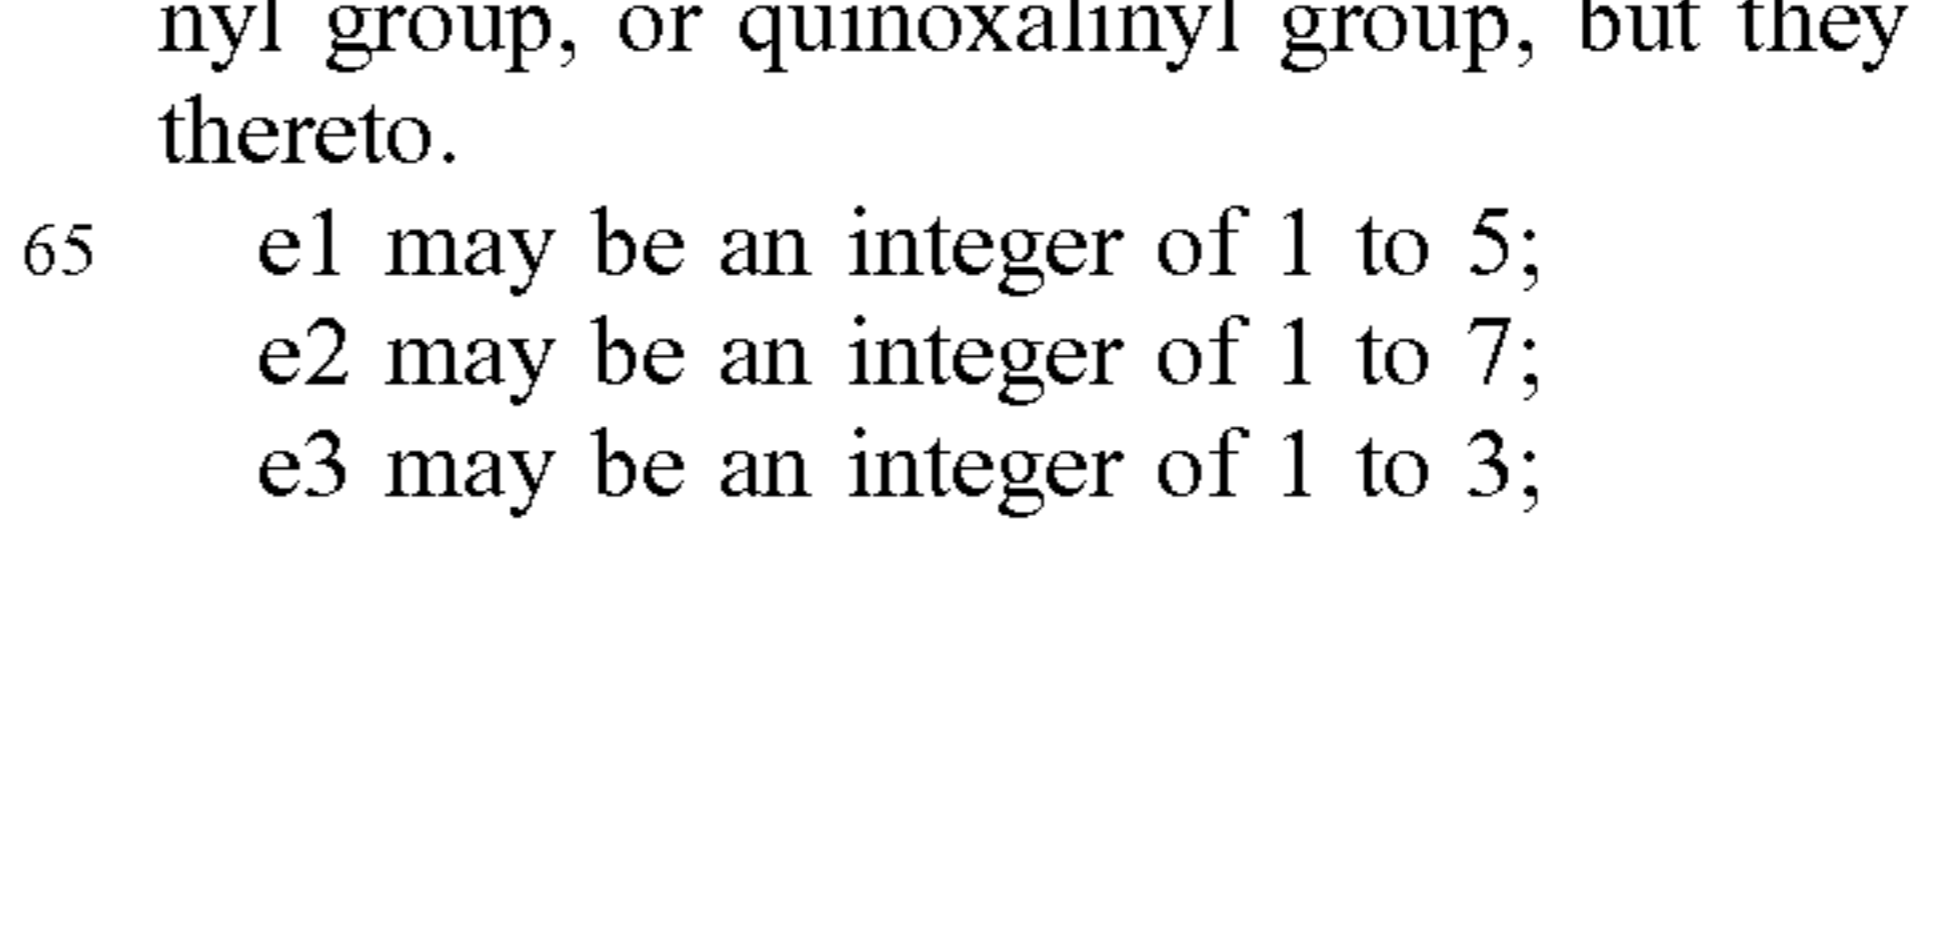 nyl group, or quinoxalinyl group, but they
thereto.
65 e1 may be an integer of 1 to 5;
e2 may be an integer of 1 to 7;
e3 may be an integer of 1 to 3;